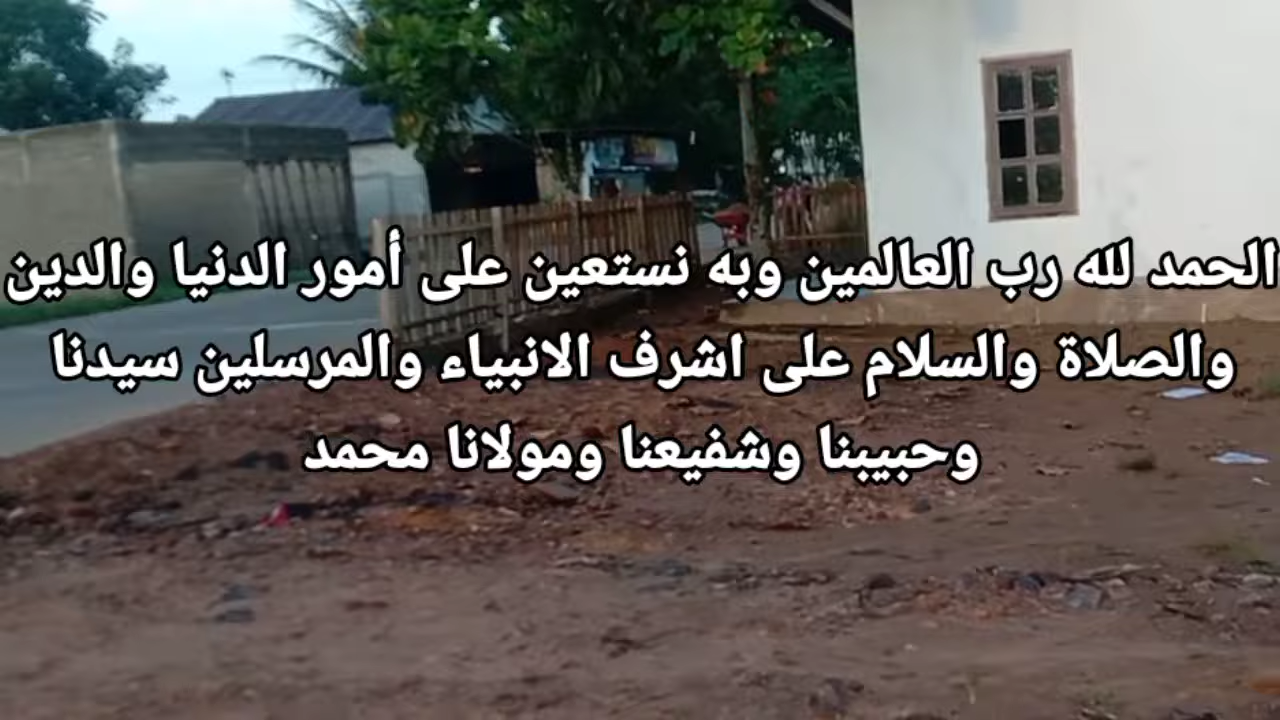 الحمد لله رب العالمين وبه نستعين على أمور الدنيا والدين
والصلاة والسلام على اشرف الانبياء والمرسلين سيدنا
وحبيبنا وشفيعنا ومولانا محمد